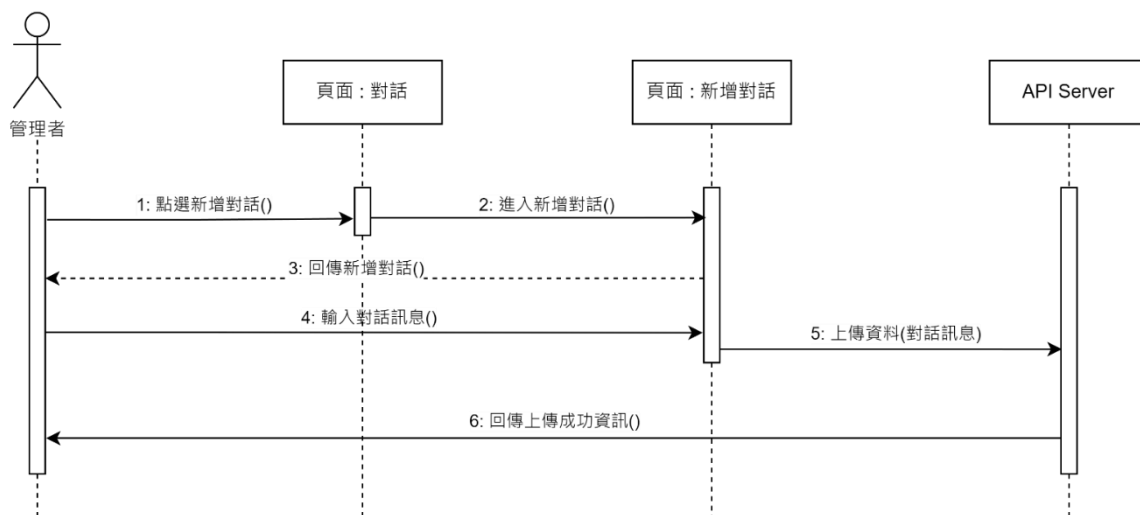 管理者
頁面 : 對話
頁面 : 新增對話
API Server
1: 點選新增對話()
2: 進入新增對話()
3: 回傳新增對話()
4: 輸入對話訊息()
5: 上傳資料(對話訊息)
6: 回傳上傳成功資訊()